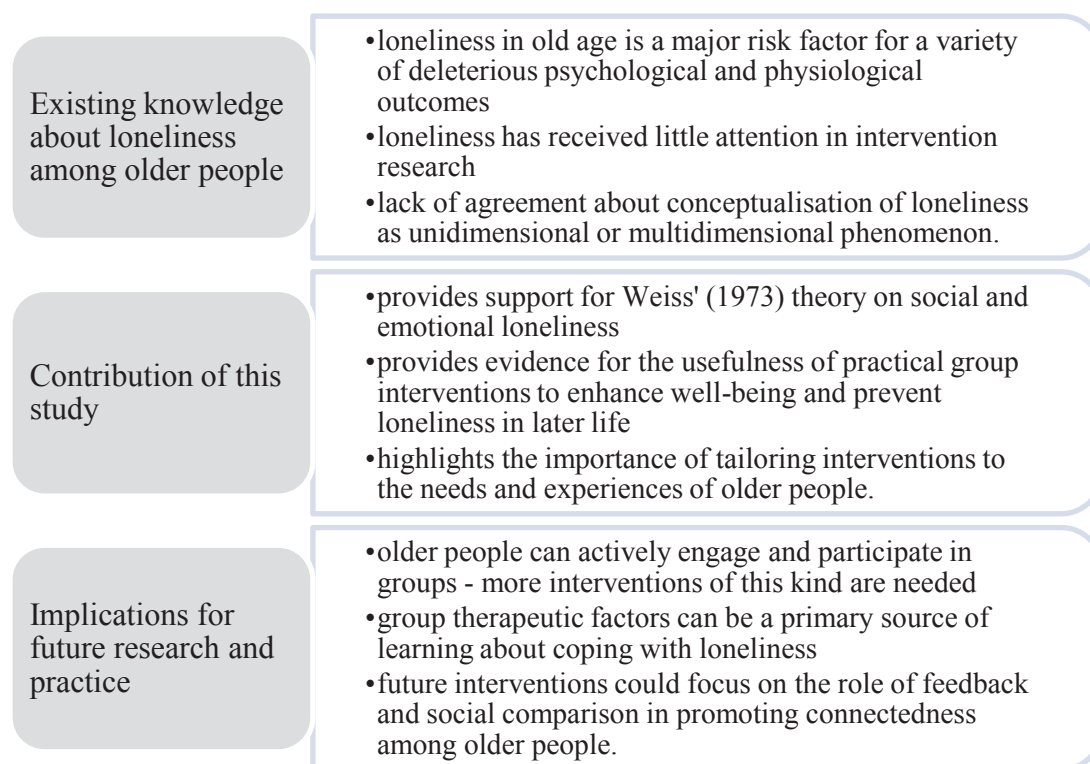 Existing knowledge
about loneliness
among older people
•loneliness in old age is a major risk factor for a variety
of deleterious psychological and physiological
outcomes
•loneliness has received little attention in intervention
research
•lack of agreement about conceptualisation of loneliness
as unidimensional or multidimensional phenomenon.
Contribution of this
study
•provides support for Weiss' (1973) theory on social and
emotional loneliness
•provides evidence for the usefulness of practical group
interventions to enhance well-being and prevent
loneliness in later life
•highlights the importance of tailoring interventions to
the needs and experiences of older people.
Implications for
future research and
practice
•older people can actively engage and participate in
groups - more interventions of this kind are needed
•group therapeutic factors can be a primary source of
learning about coping with loneliness
•future interventions could focus on the role of feedback
and social comparison in promoting connectedness
among older people.